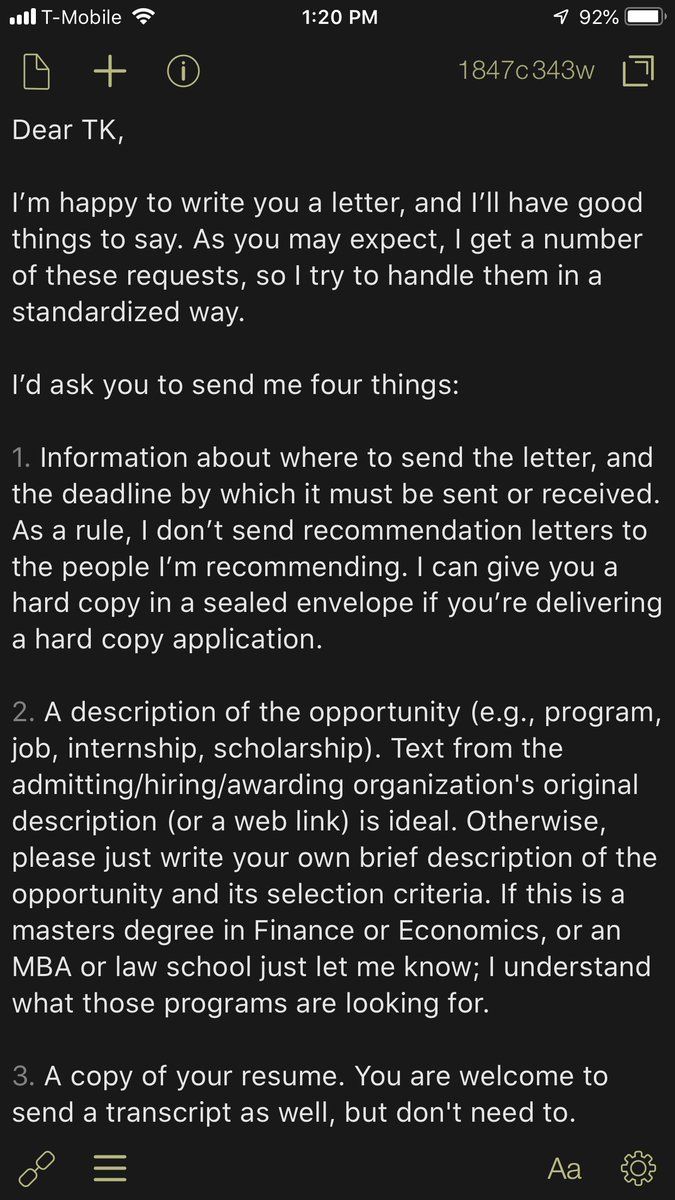 T-Mobile 1:20 PM 92%
1847c343w
Dear TK,
I’m happy to write you a letter, and I’ll have good
things to say. As you may expect, I get a number
of these requests, so I try to handle them in a
standardized way.
I’d ask you to send me four things:
1. Information about where to send the letter, and
the deadline by which it must be sent or received.
As a rule, I don’t send recommendation letters to
the people I’m recommending. I can give you a
hard copy in a sealed envelope if you’re delivering
a hard copy application.
2. A description of the opportunity (e.g., program,
job, internship, scholarship). Text from the
admitting/hiring/awarding organization's original
description (or a web link) is ideal. Otherwise,
please just write your own brief description of the
opportunity and its selection criteria. If this is a
masters degree in Finance or Economics, or an
MBA or law school just let me know; I understand
what those programs are looking for.
3. A copy of your resume. You are welcome to
send a transcript as well, but don't need to.
Aa